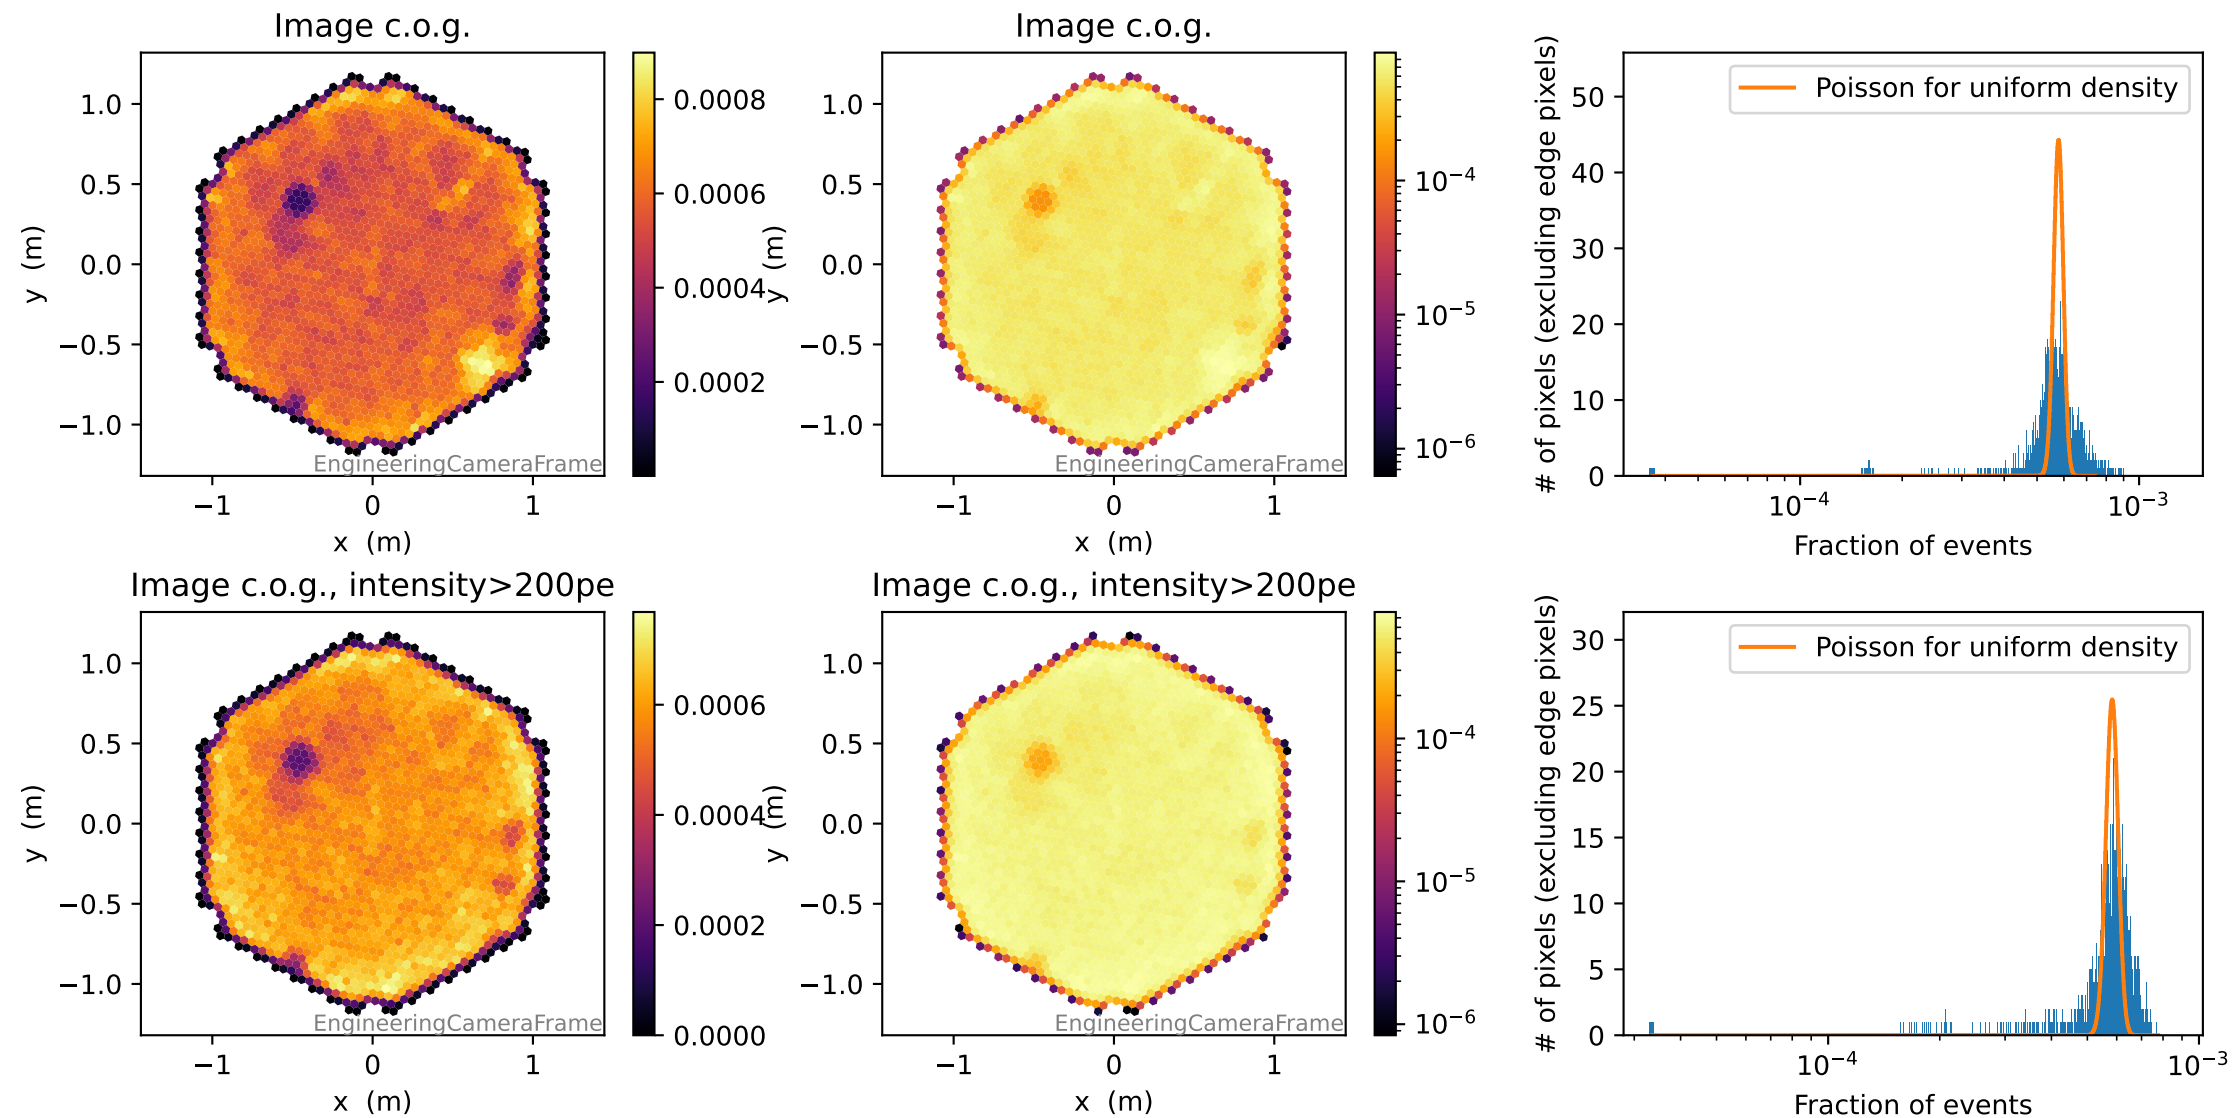 Image c.o.g.
1.0
0.5
0.0
−0.5
−1.0
y (m)
−1
0
1
x (m)
EngineeringCameraFrame
0.0008
0.0006
0.0004
0.0002
Image c.o.g.
1.0
0.5
0.0
−0.5
−1.0
y (m)
−1
0
1
x (m)
EngineeringCameraFrame
10⁻⁴
10⁻⁵
10⁻⁶
# of pixels (excluding edge pixels)
50
40
30
20
10
0
Poisson for uniform density
10⁻⁴
10⁻³
Fraction of events
Image c.o.g., intensity>200pe
1.0
0.5
0.0
−0.5
−1.0
y (m)
−1
0
1
x (m)
EngineeringCameraFrame
0.0006
0.0004
0.0002
0.0000
Image c.o.g., intensity>200pe
1.0
0.5
0.0
−0.5
−1.0
y (m)
−1
0
1
x (m)
EngineeringCameraFrame
10⁻⁴
10⁻⁵
10⁻⁶
# of pixels (excluding edge pixels)
30
25
20
15
10
5
0
Poisson for uniform density
10⁻⁴
10⁻³
Fraction of events